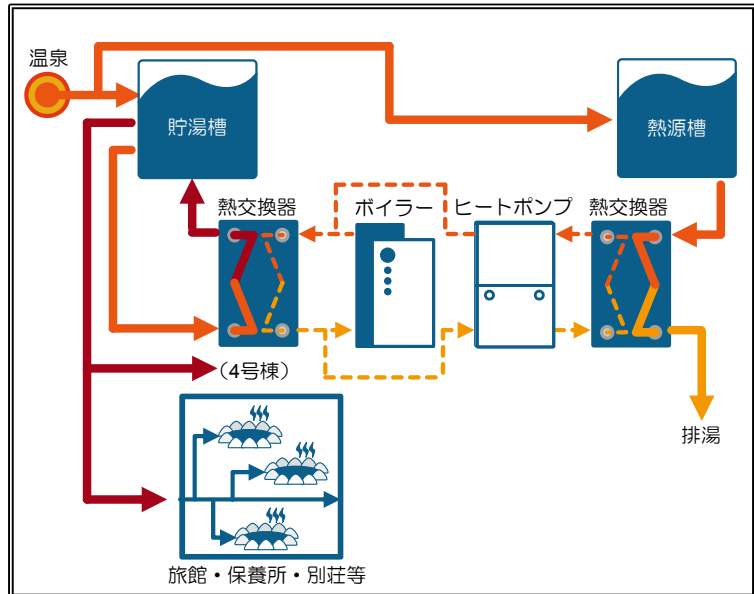 温泉
貯湯槽
熱源槽
熱交換器
ボイラー
ヒートポンプ
熱交換器
(4号棟)
排湯
旅館・保養所・別荘等